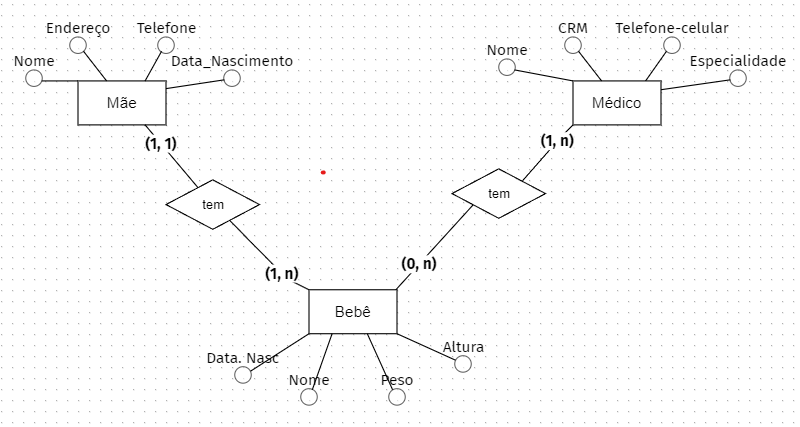 Endereço
Telefone
Nome
Data_Nascimento
Mãe
(1, 1)
tem
(1, n)
CRM
Telefone-celular
Nome
Especialidade
Médico
(1, n)
tem
(0, n)
Bebê
Data. Nasc
Nome
Peso
Altura